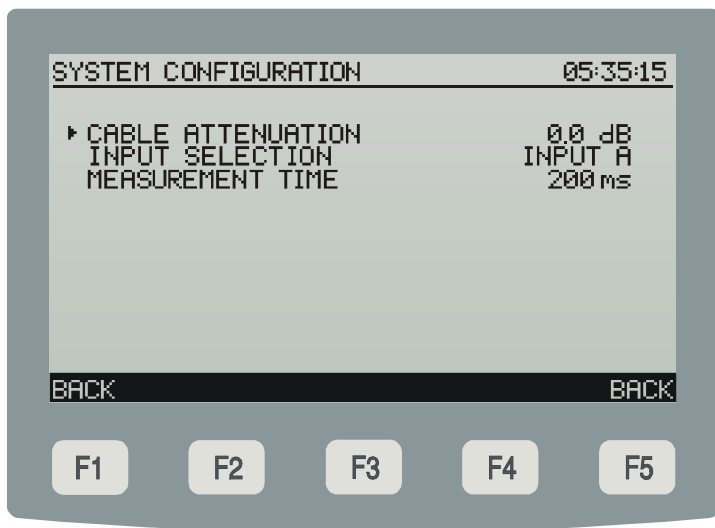 SYSTEM CONFIGURATION 05:35:15
CABLE ATTENUATION 0.0 dB
INPUT SELECTION INPUT A
MEASUREMENT TIME 200 ms
BACK BACK
F1 F2 F3 F4 F5